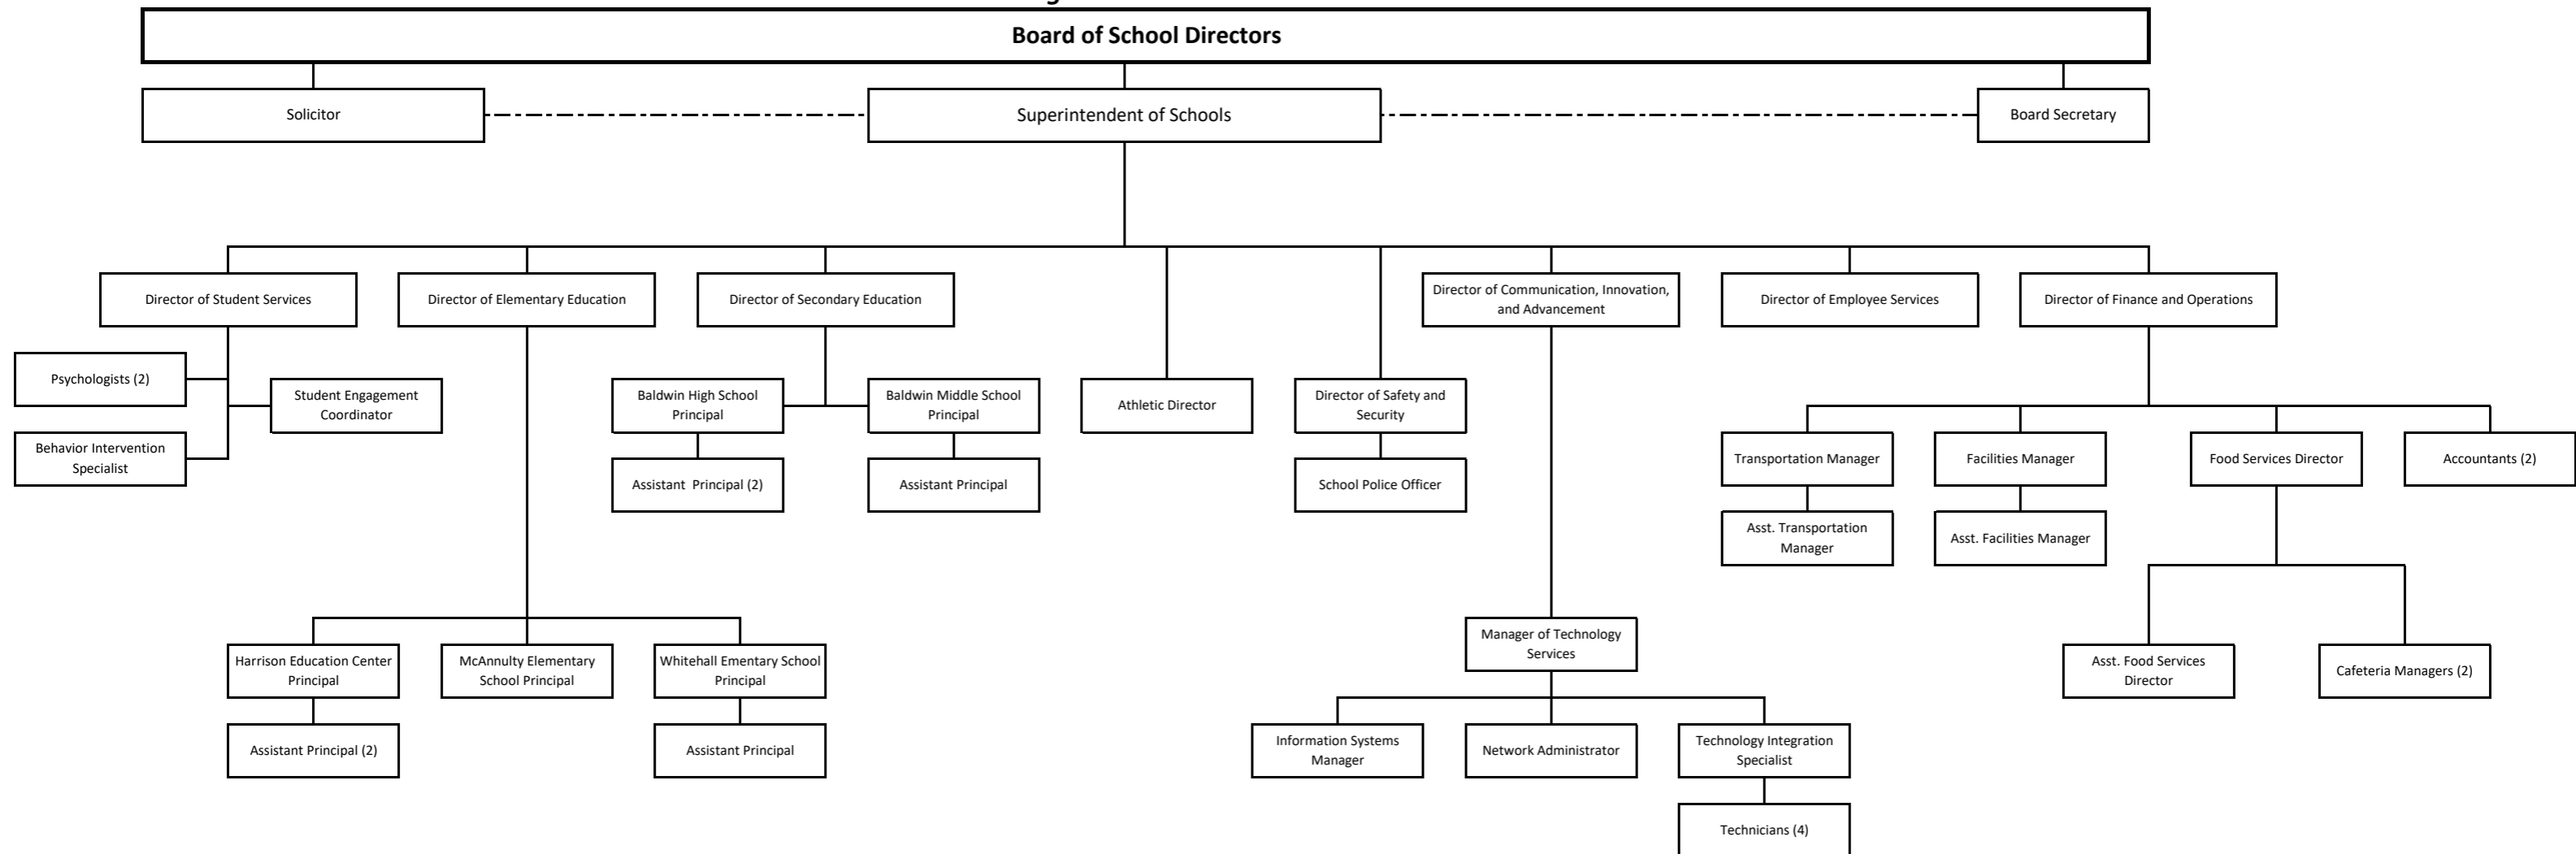 Board of School Directors
Solicitor
Superintendent of Schools
Board Secretary
Director of Student Services
Director of Elementary Education
Director of Secondary Education
Director of Communication, Innovation,
and Advancement
Director of Employee Services
Director of Finance and Operations
Psychologists (2)
Student Engagement
Coordinator
Behavior Intervention
Specialist
Baldwin High School
Principal
Baldwin Middle School
Principal
Athletic Director
Director of Safety and
Security
Assistant  Principal (2)
Assistant Principal
School Police Officer
Transportation Manager
Facilities Manager
Food Services Director
Accountants (2)
Asst. Transportation
Manager
Asst. Facilities Manager
Harrison Education Center
Principal
McAnnulty Elementary
School Principal
Whitehall Ementary School
Principal
Manager of Technology
Services
Asst. Food Services
Director
Cafeteria Managers (2)
Assistant Principal (2)
Assistant Principal
Information Systems
Manager
Network Administrator
Technology Integration
Specialist
Technicians (4)